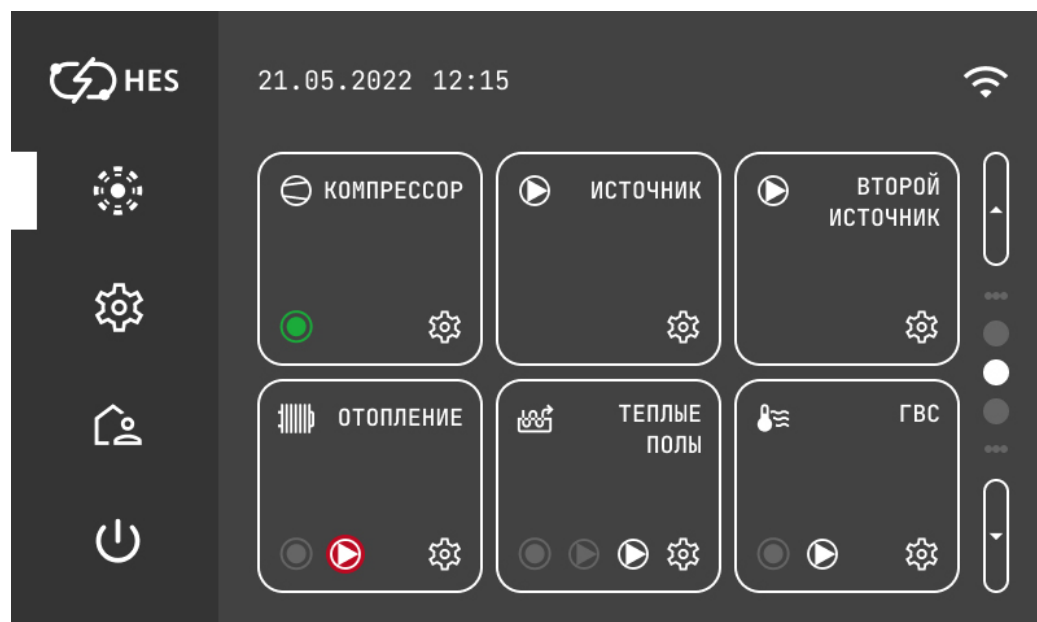 HES
21.05.2022 12:15
КОМПРЕССОР
ИСТОЧНИК
ВТОРОЙ
ИСТОЧНИК
ОТОПЛЕНИЕ
ТЕПЛЫЕ
ПОЛЫ
ГВС